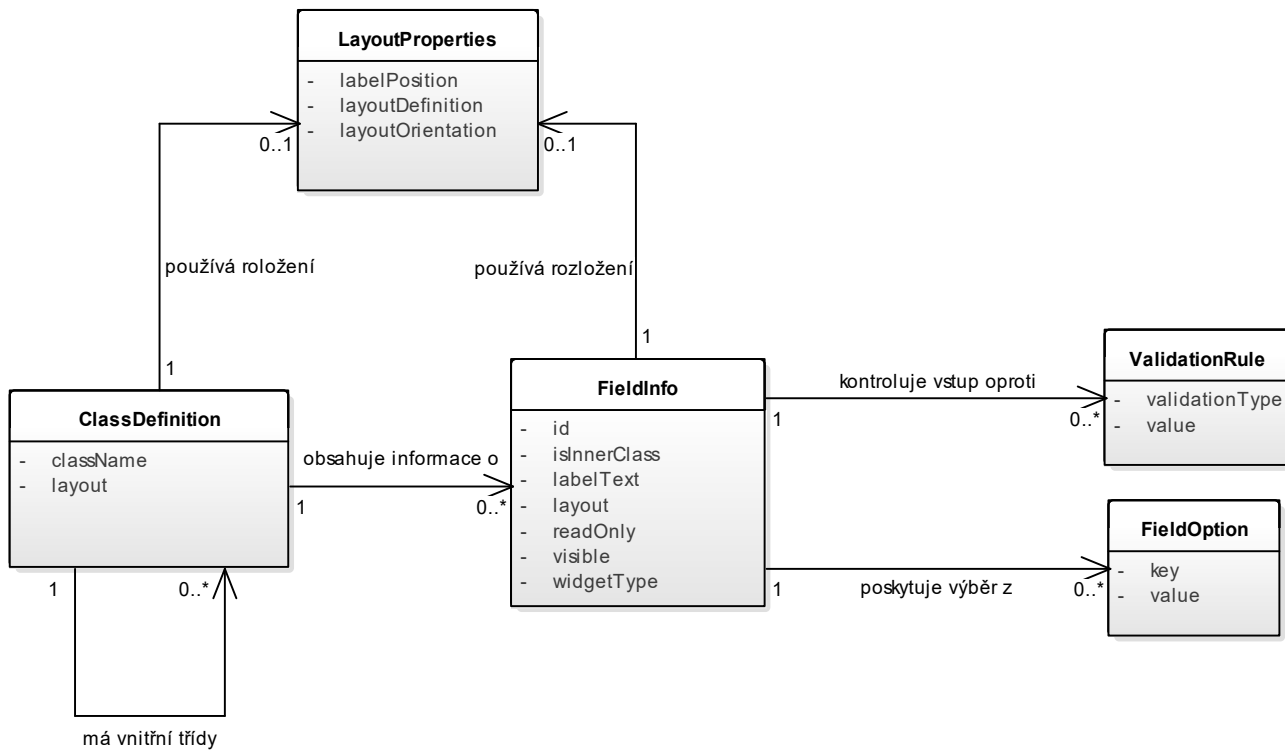 LayoutProperties
- labelPosition
- layoutDefinition
- layoutOrientation
0..1
0..1
používá roložení
používá rozložení
1
1
ClassDefinition
- className
- layout
obsahuje informace o
1
0..*
1
0..*
má vnitřní třídy
FieldInfo
- id
- isInnerClass
- labelText
- layout
- readOnly
- visible
- widgetType
kontroluje vstup oproti
1
0..*
poskytuje výběr z
1
0..*
ValidationRule
- validationType
- value
FieldOption
- key
- value